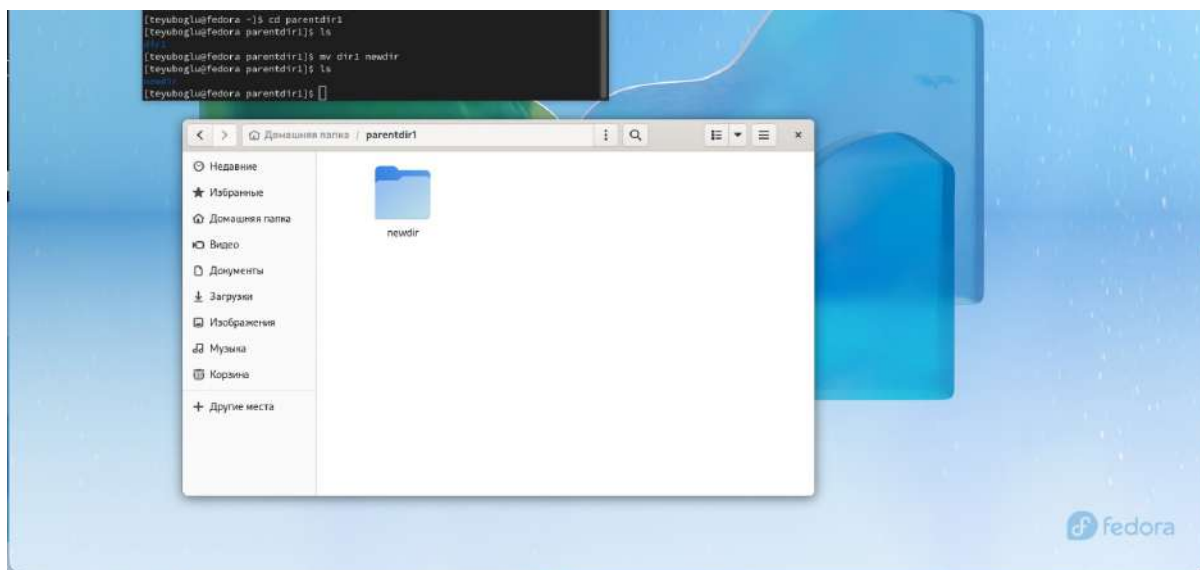 [teyuboglu@fedora ~]$ cd parentdir1
[teyuboglu@fedora parentdir1]$ ls
dir1
[teyuboglu@fedora parentdir1]$ mv dir1 newdir
[teyuboglu@fedora parentdir1]$ ls
newdir
[teyuboglu@fedora parentdir1]$
Домашняя папка / parentdir1
Недавние
Избранные
Домашняя папка
Видео
Документы
Загрузки
Изображения
Музыка
Корзина
Другие места
newdir
fedora